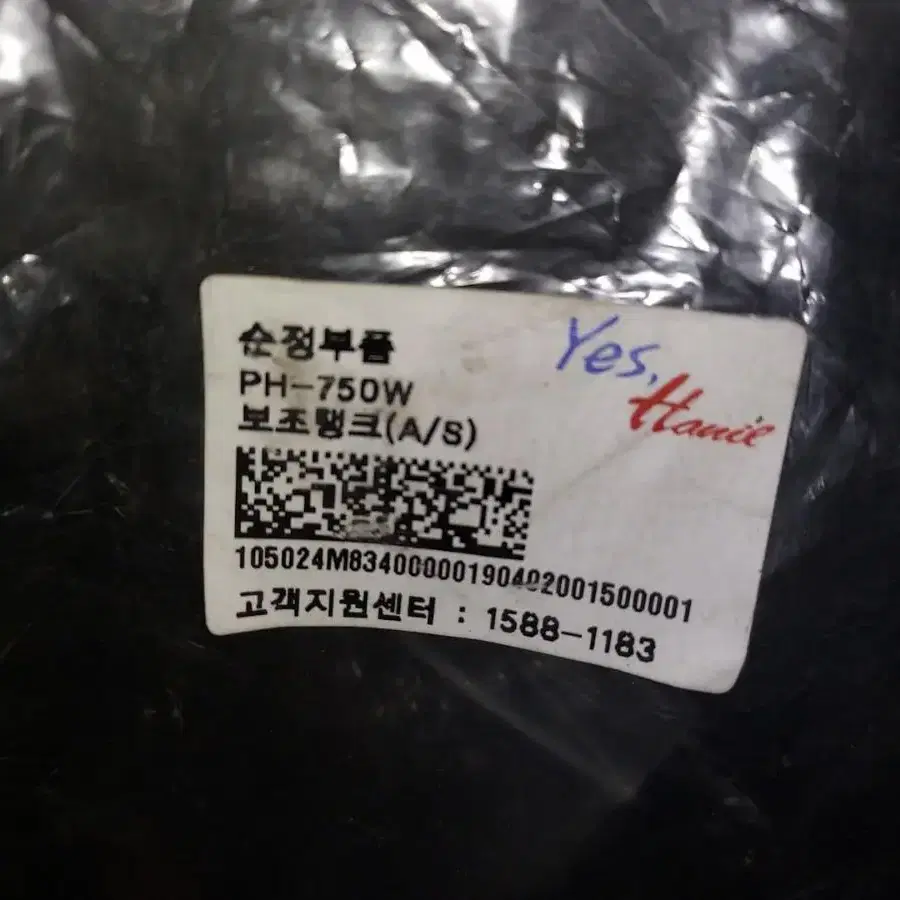 순정부품
Yes,
Hanil
PH-750W
보조탱크(A/S)
105024M83400000190402001500001
고객지원센터 : 1588-1183